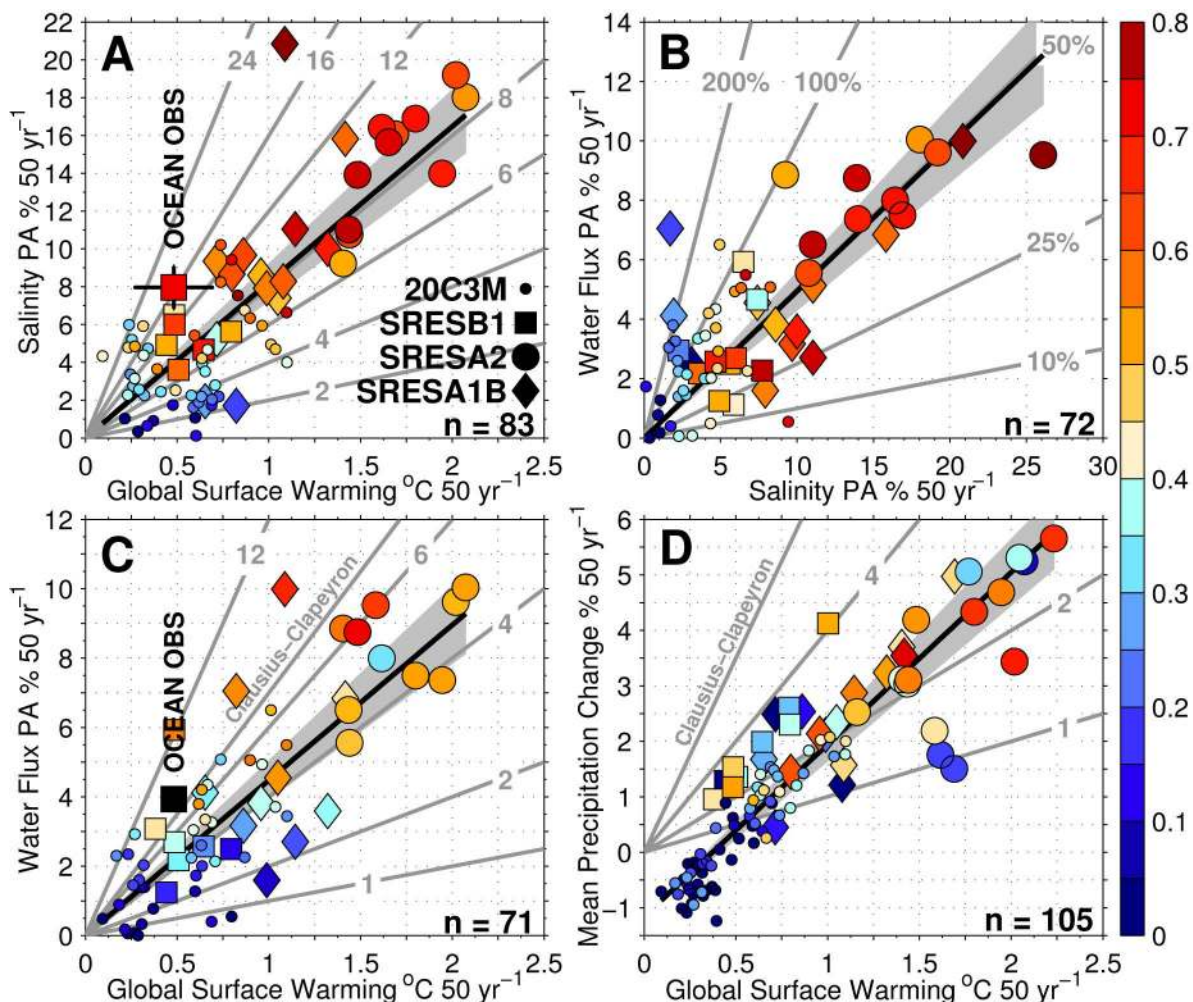 A
24
16
12
8
6
4
2
22
20
18
16
14
12
10
8
6
4
2
0
Salinity PA % 50 yr⁻¹
OCEAN OBS
20C3M
SRESB1
SRESA2
SRESA1B
n = 83
0 0.5 1 1.5 2 2.5
Global Surface Warming °C 50 yr⁻¹
B
200%
100%
50%
25%
10%
14
12
10
8
6
4
2
0
Water Flux PA % 50 yr⁻¹
n = 72
0 5 10 15 20 25 30
Salinity PA % 50 yr⁻¹
C
12
Clausius−Clapeyron
6
4
2
1
12
10
8
6
4
2
0
Water Flux PA % 50 yr⁻¹
OCEAN OBS
n = 71
0 0.5 1 1.5 2 2.5
Global Surface Warming °C 50 yr⁻¹
D
Clausius−Clapeyron
4
2
1
6
5
4
3
2
1
0
−1
Mean Precipitation Change % 50 yr⁻¹
n = 105
0 0.5 1 1.5 2 2.5
Global Surface Warming °C 50 yr⁻¹
0.8
0.7
0.6
0.5
0.4
0.3
0.2
0.1
0